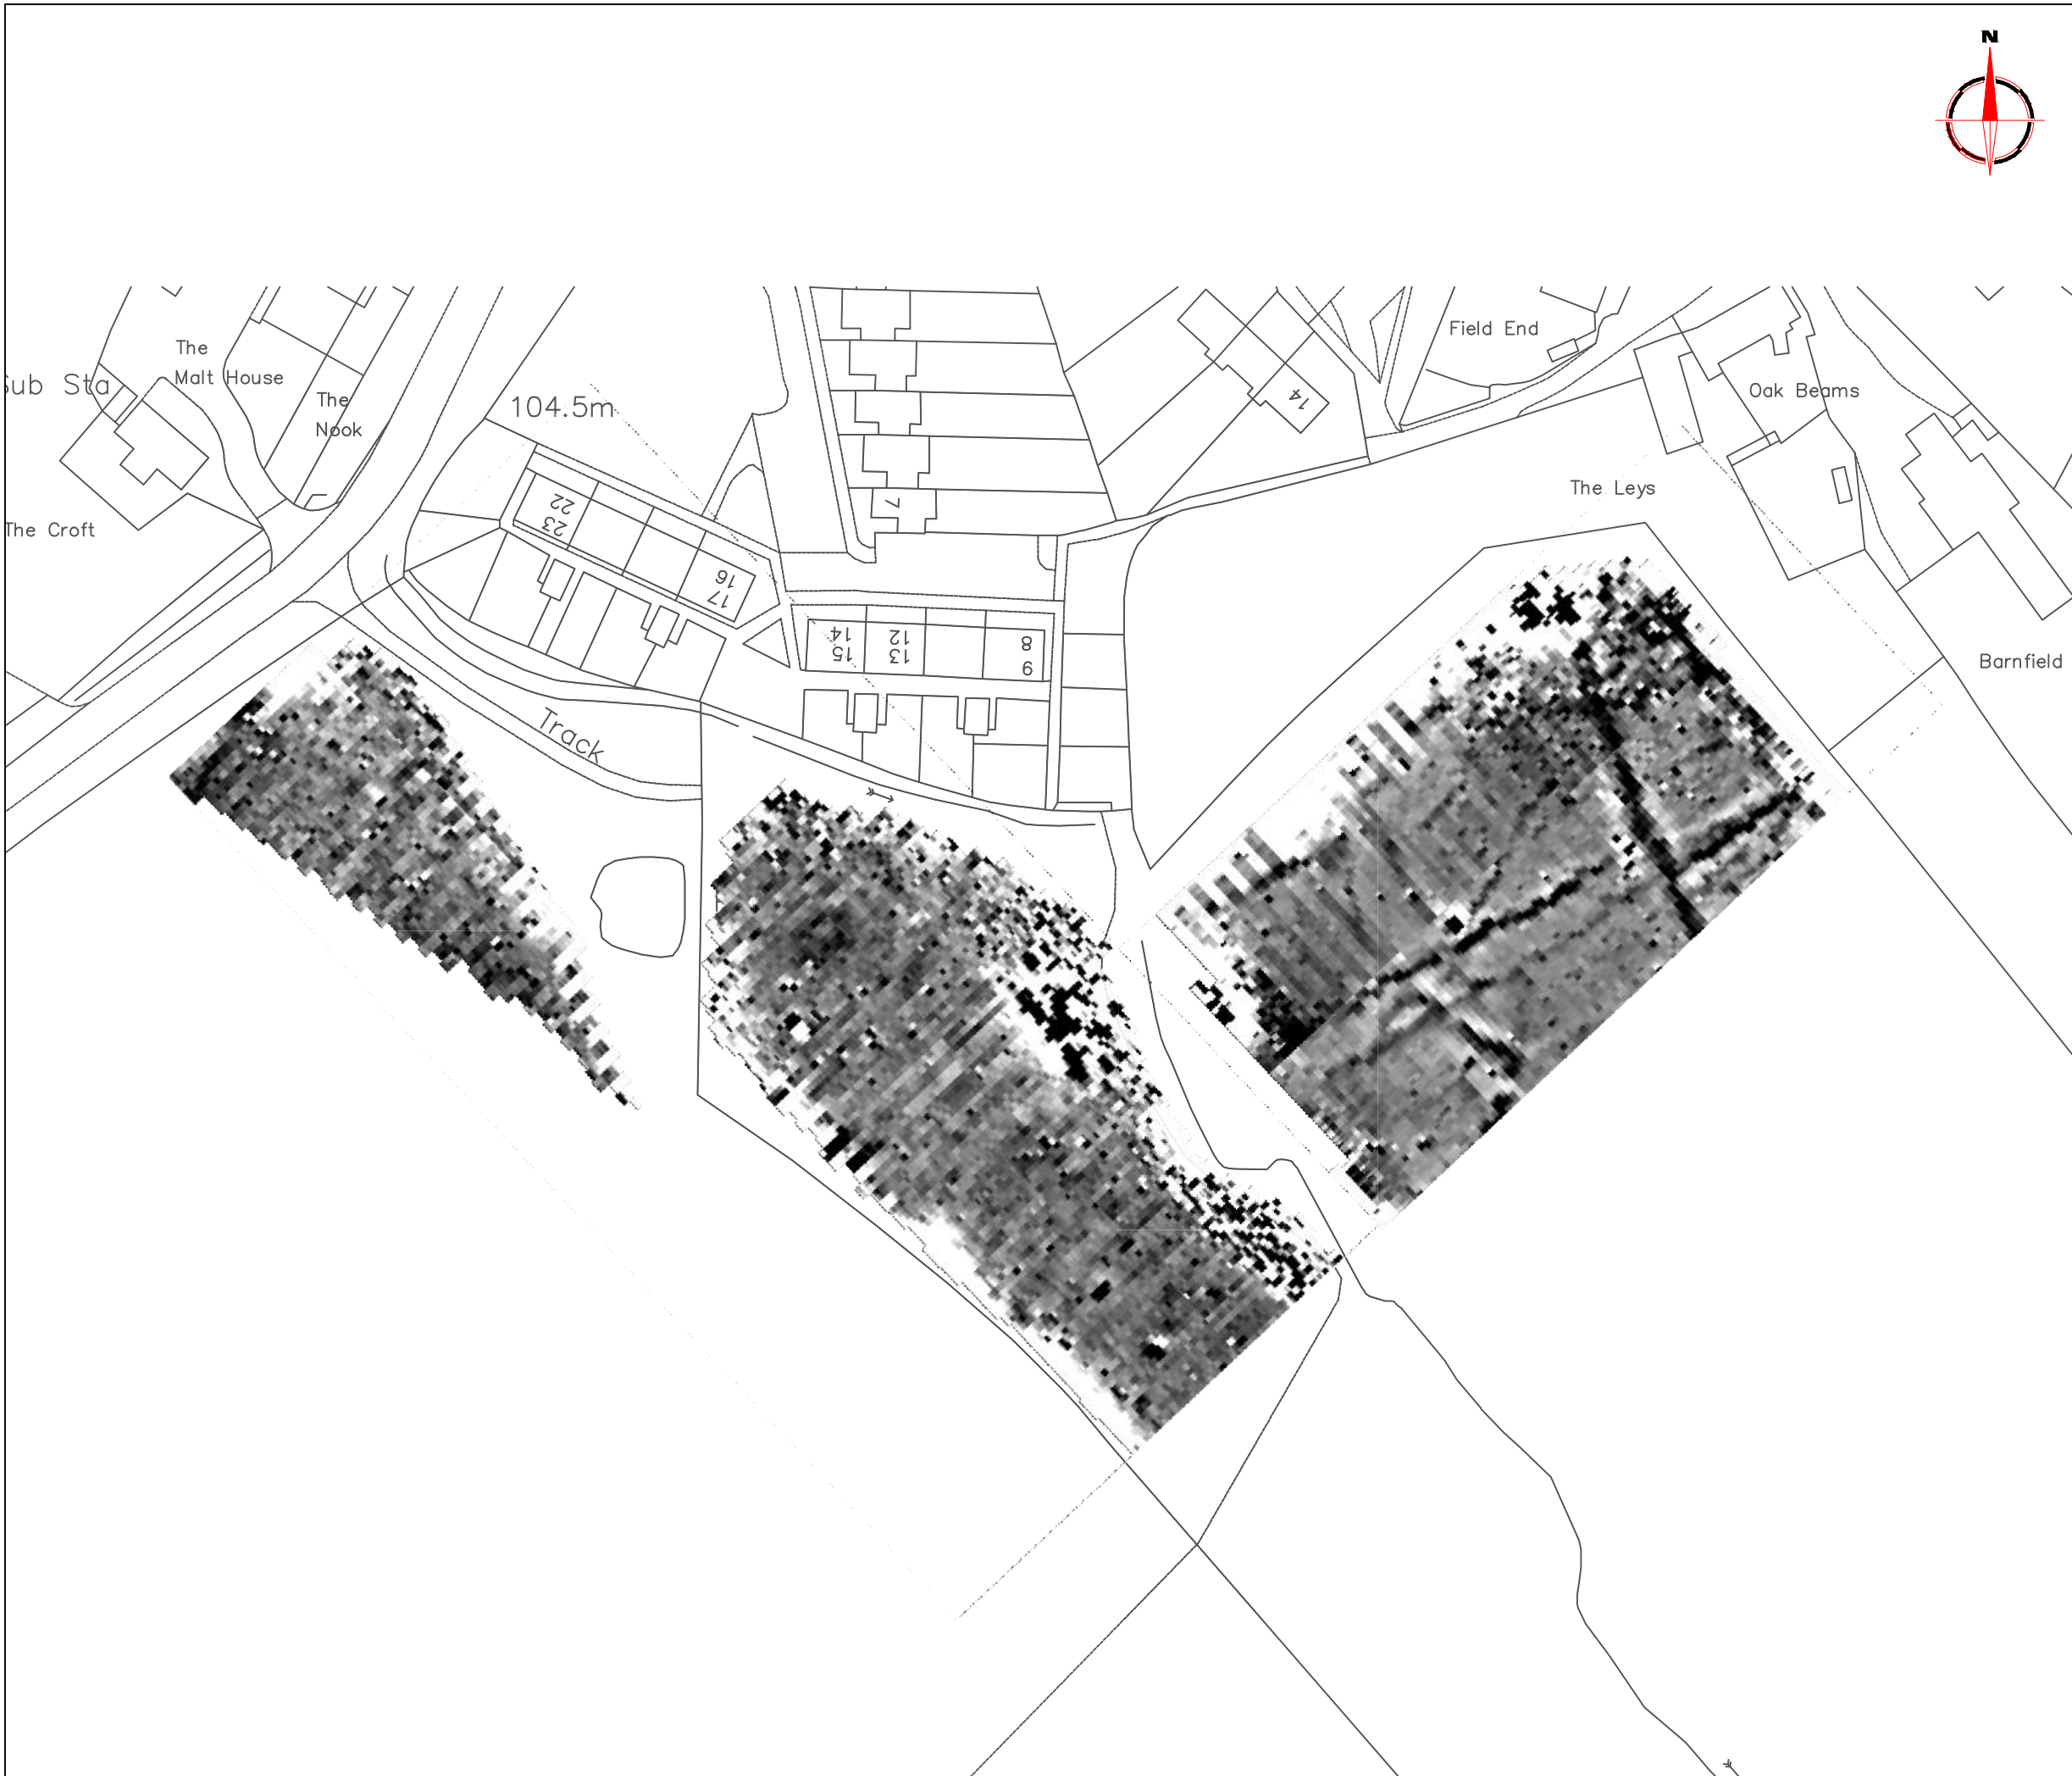 N
Field End
The
Malt House
Sub Sta
Oak Beams
The
Nook
14
104.5m
The Leys
22
23
7
The Croft
16
17
14
15
12
13
8
9
Barnfield
Track